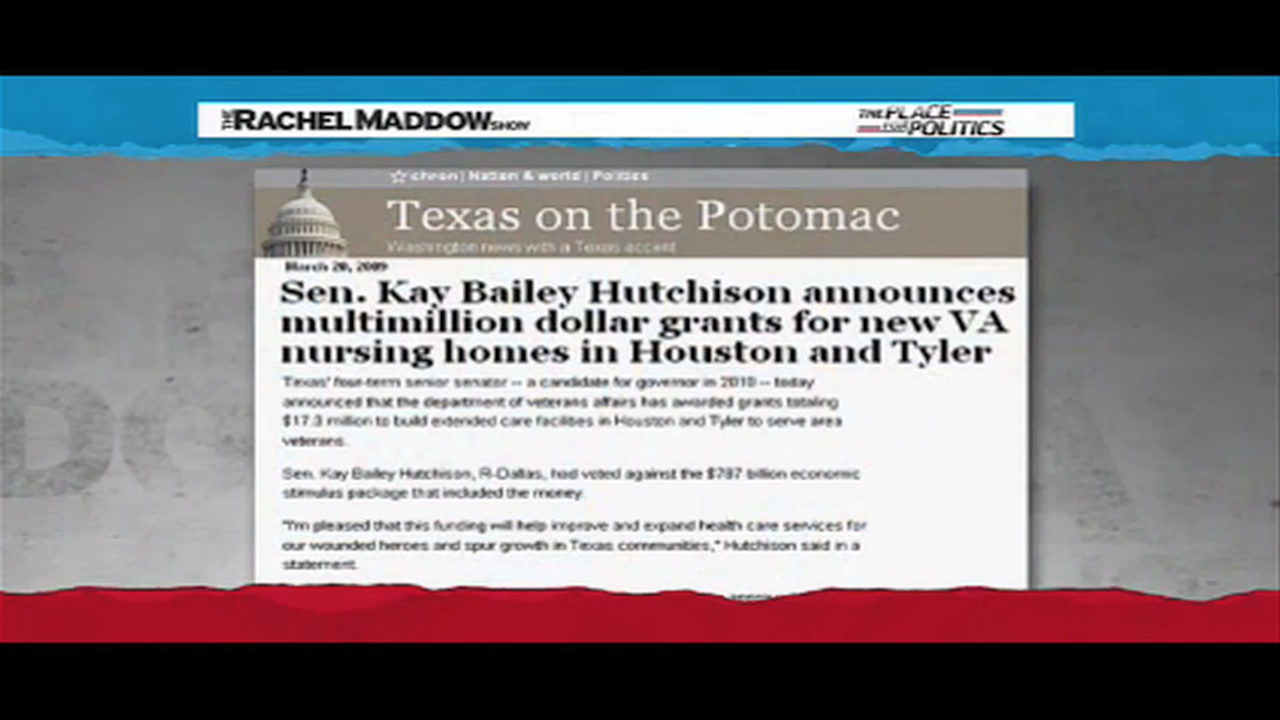 THE RACHEL MADDOW SHOW
THE PLACE
FOR POLITICS
chron | Nation & world | Politics
Texas on the Potomac
Washington news with a Texas accent
March 20, 2009
Sen. Kay Bailey Hutchison announces
multimillion dollar grants for new VA
nursing homes in Houston and Tyler
Texas' four-term senior senator -- a candidate for governor in 2010 -- today
announced that the department of veterans affairs has awarded grants totaling
$17.3 million to build extended care facilities in Houston and Tyler to serve area
veterans.
Sen. Kay Bailey Hutchison, R-Dallas, had voted against the $787 billion economic
stimulus package that included the money.
"I'm pleased that this funding will help improve and expand health care services for
our wounded heroes and spur growth in Texas communities," Hutchison said in a
statement.